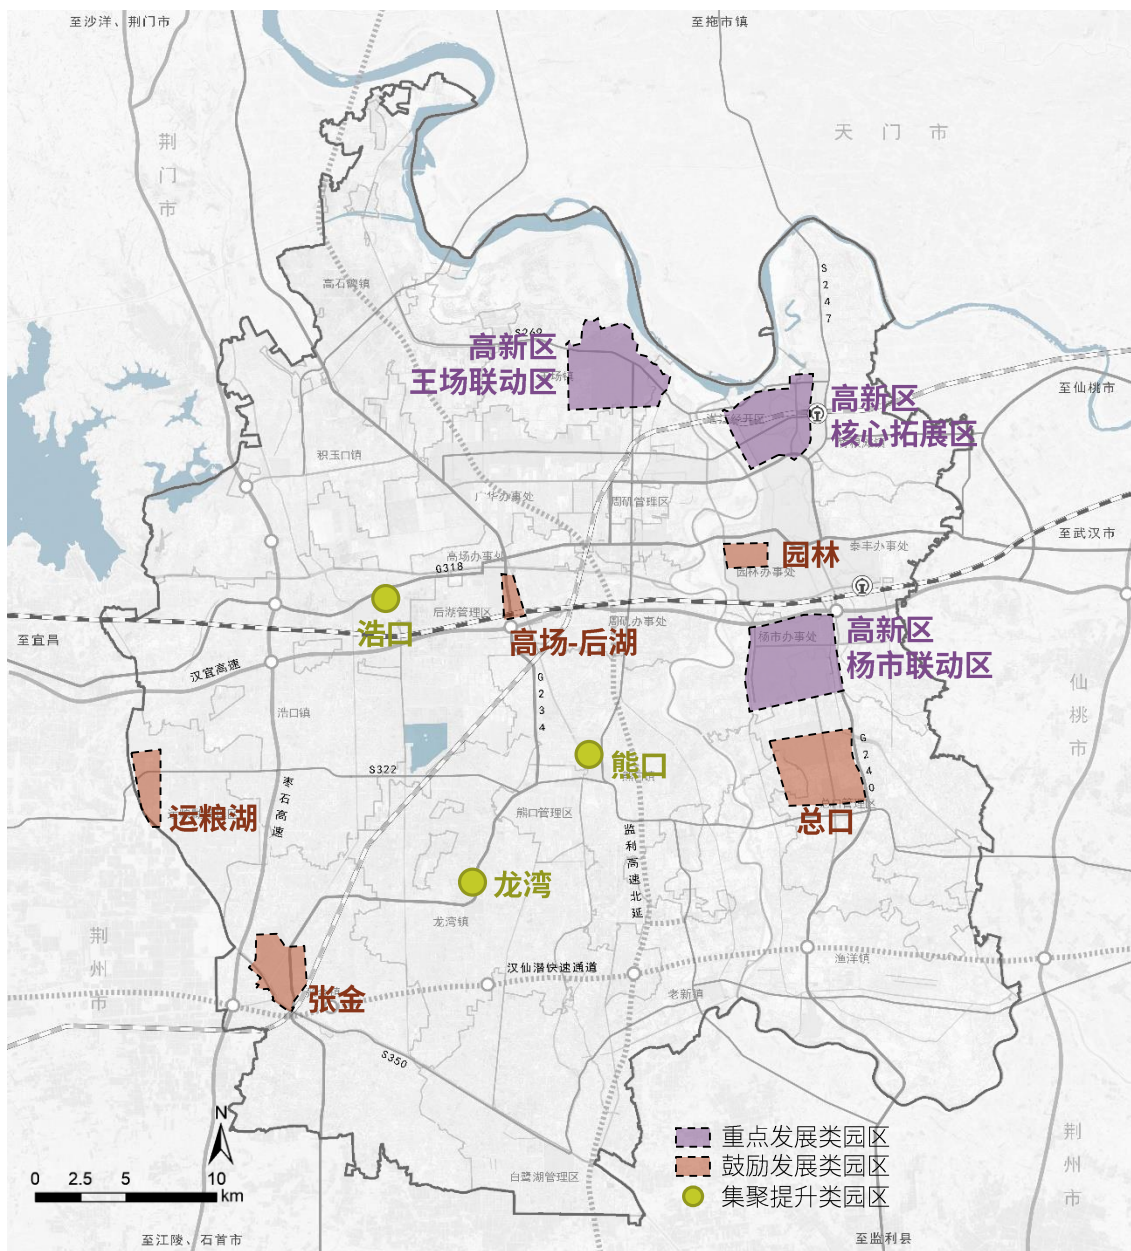 至沙洋、荆门市
至拖市镇
荆门市
天门市
S247
高石碑镇
S269
高新区
王场联动区
至仙桃市
高新区
核心拓展区
积玉口镇
广华办事处
周矶管理区
至武汉市
高场办事处
G318
园林
泰丰办事处
园林办事处
后湖管理区
浩口
周矶办事处
高场-后湖
至宜昌
汉宜高速
杨市办事处
高新区
杨市联动区
G234
仙桃市
浩口镇
S322
熊口
G240
枣石高速
运粮湖
熊口管理区
总口
监利高速北延
龙湾
龙湾镇
荆州市
汉仙潜快速通道
渔洋镇
张金
老新镇
S350
N
重点发展类园区
鼓励发展类园区
集聚提升类园区
荆州市
白鹭湖管理区
0 2.5 5 10
km
至江陵、石首市
至监利县